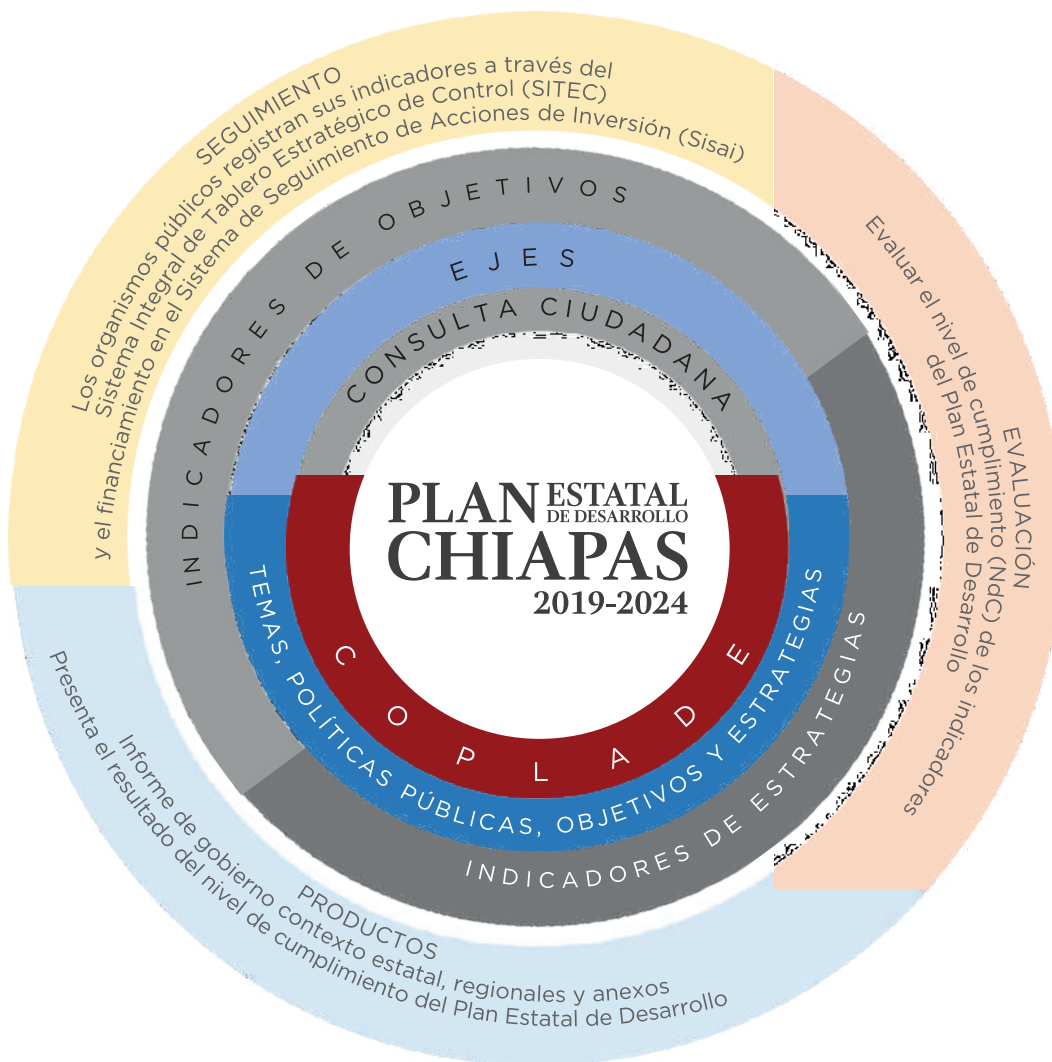 SEGUIMIENTO
Los organismos públicos registran sus indicadores a través del
Sistema Integral de Tablero Estratégico de Control (SITEC)
y el financiamiento en el Sistema de Seguimiento de Acciones de Inversión (Sisai)
EVALUACIÓN
Evaluar el nivel de cumplimiento (NdC) de los indicadores
del Plan Estatal de Desarrollo
PRODUCTOS
Informe de gobierno contexto estatal, regionales y anexos
Presenta el resultado del nivel de cumplimiento del Plan Estatal de Desarrollo
INDICADORES DE OBJETIVOS
INDICADORES DE ESTRATEGIAS
EJES
TEMAS, POLÍTICAS PÚBLICAS, OBJETIVOS Y ESTRATEGIAS
CONSULTA CIUDADANA
COPLADE
PLAN ESTATAL
DE DESARROLLO
CHIAPAS
2019-2024